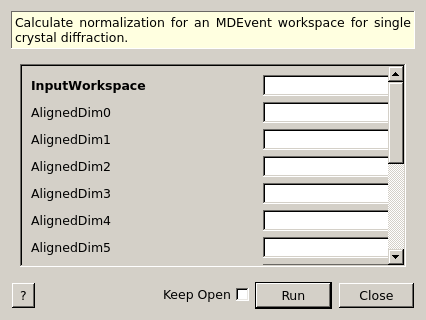 Calculate normalization for an MDEvent workspace for single
crystal diffraction.
InputWorkspace
AlignedDim0
AlignedDim1
AlignedDim2
AlignedDim3
AlignedDim4
AlignedDim5
? Keep Open Run Close